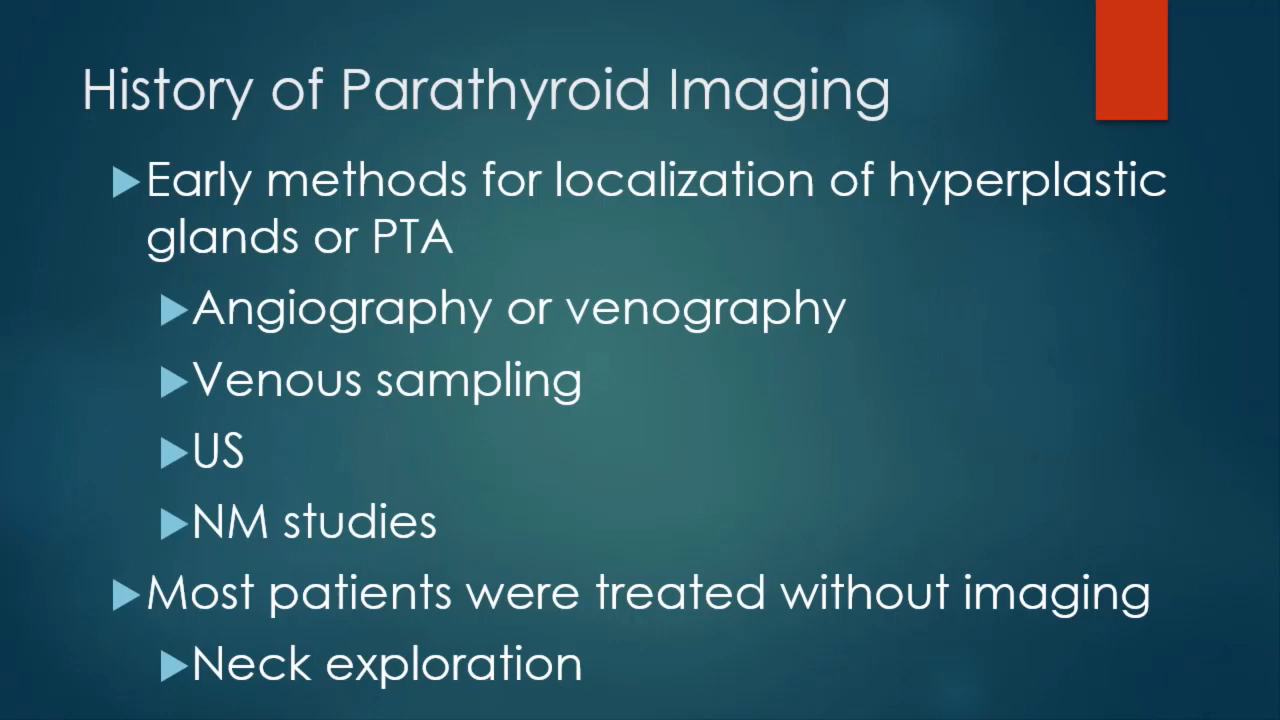 History of Parathyroid Imaging
Early methods for localization of hyperplastic
glands or PTA
Angiography or venography
Venous sampling
US
NM studies
Most patients were treated without imaging
Neck exploration